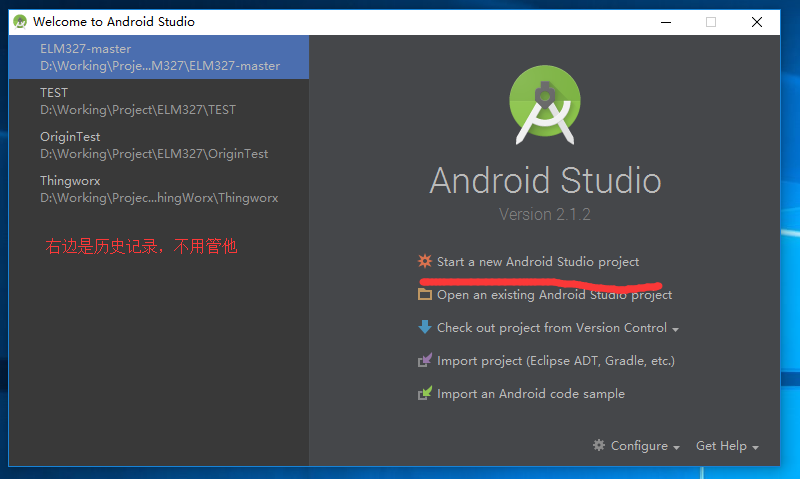 Welcome to Android Studio
ELM327-master
D:\Working\Proje...M327\ELM327-master
TEST
D:\Working\Project\ELM327\TEST
OriginTest
D:\Working\Project\ELM327\OriginTest
Thingworx
D:\Working\Projec...hingWorx\Thingworx
右边是历史记录，不用管他
Android Studio
Version 2.1.2
Start a new Android Studio project
Open an existing Android Studio project
Check out project from Version Control
Import project (Eclipse ADT, Gradle, etc.)
Import an Android code sample
Configure
Get Help